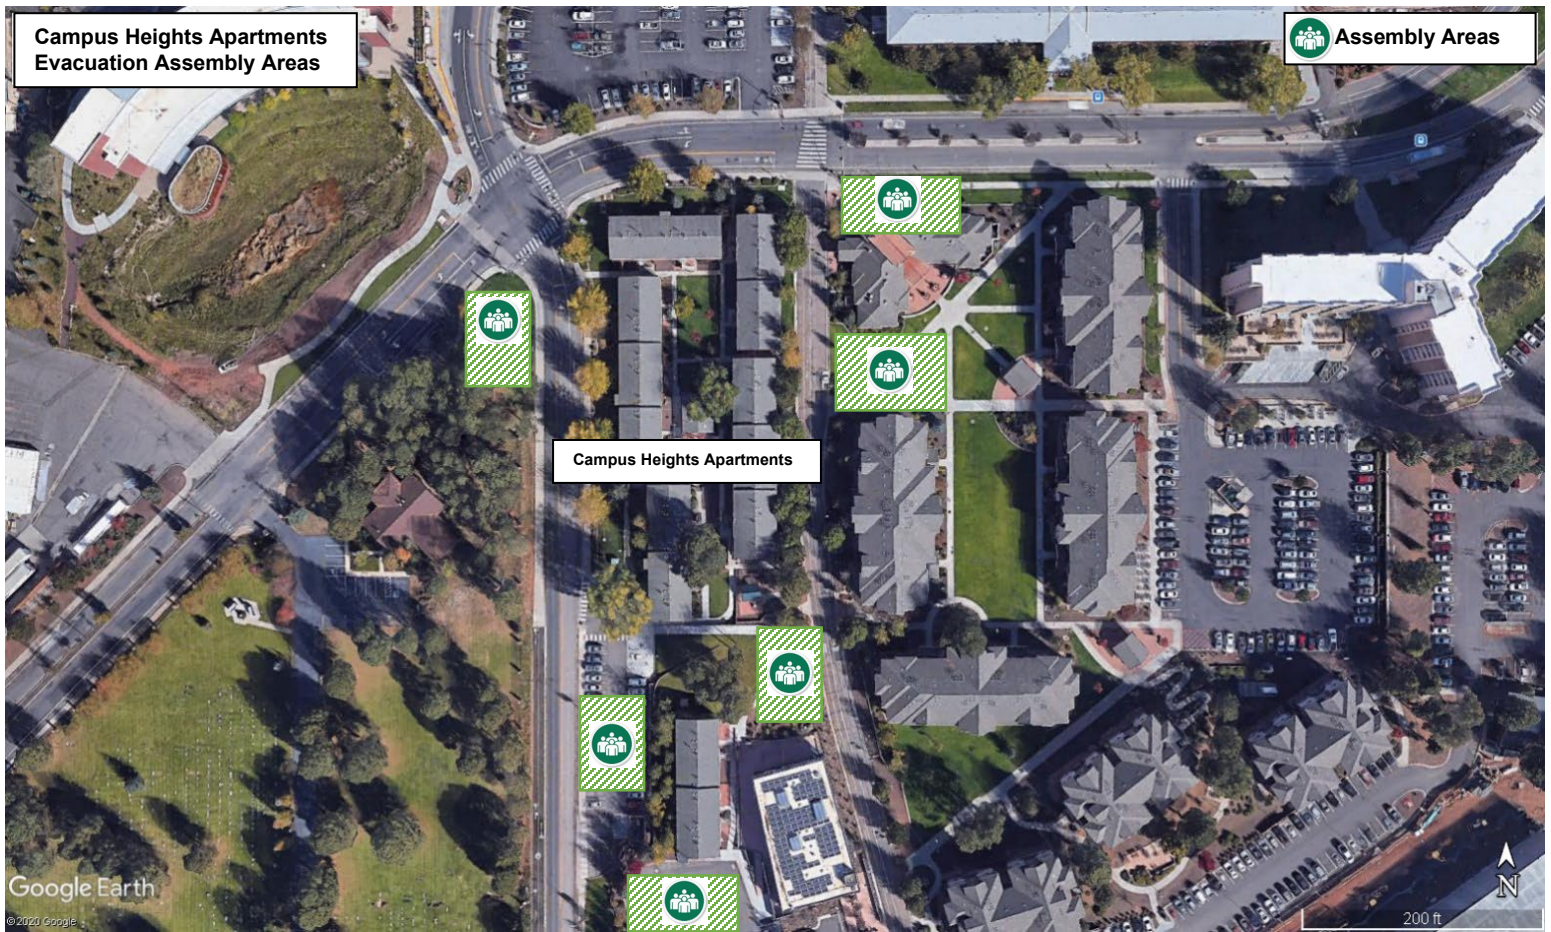 Campus Heights Apartments
Evacuation Assembly Areas
Assembly Areas
Campus Heights Apartments
Google Earth
©2020 Google
N
200 ft